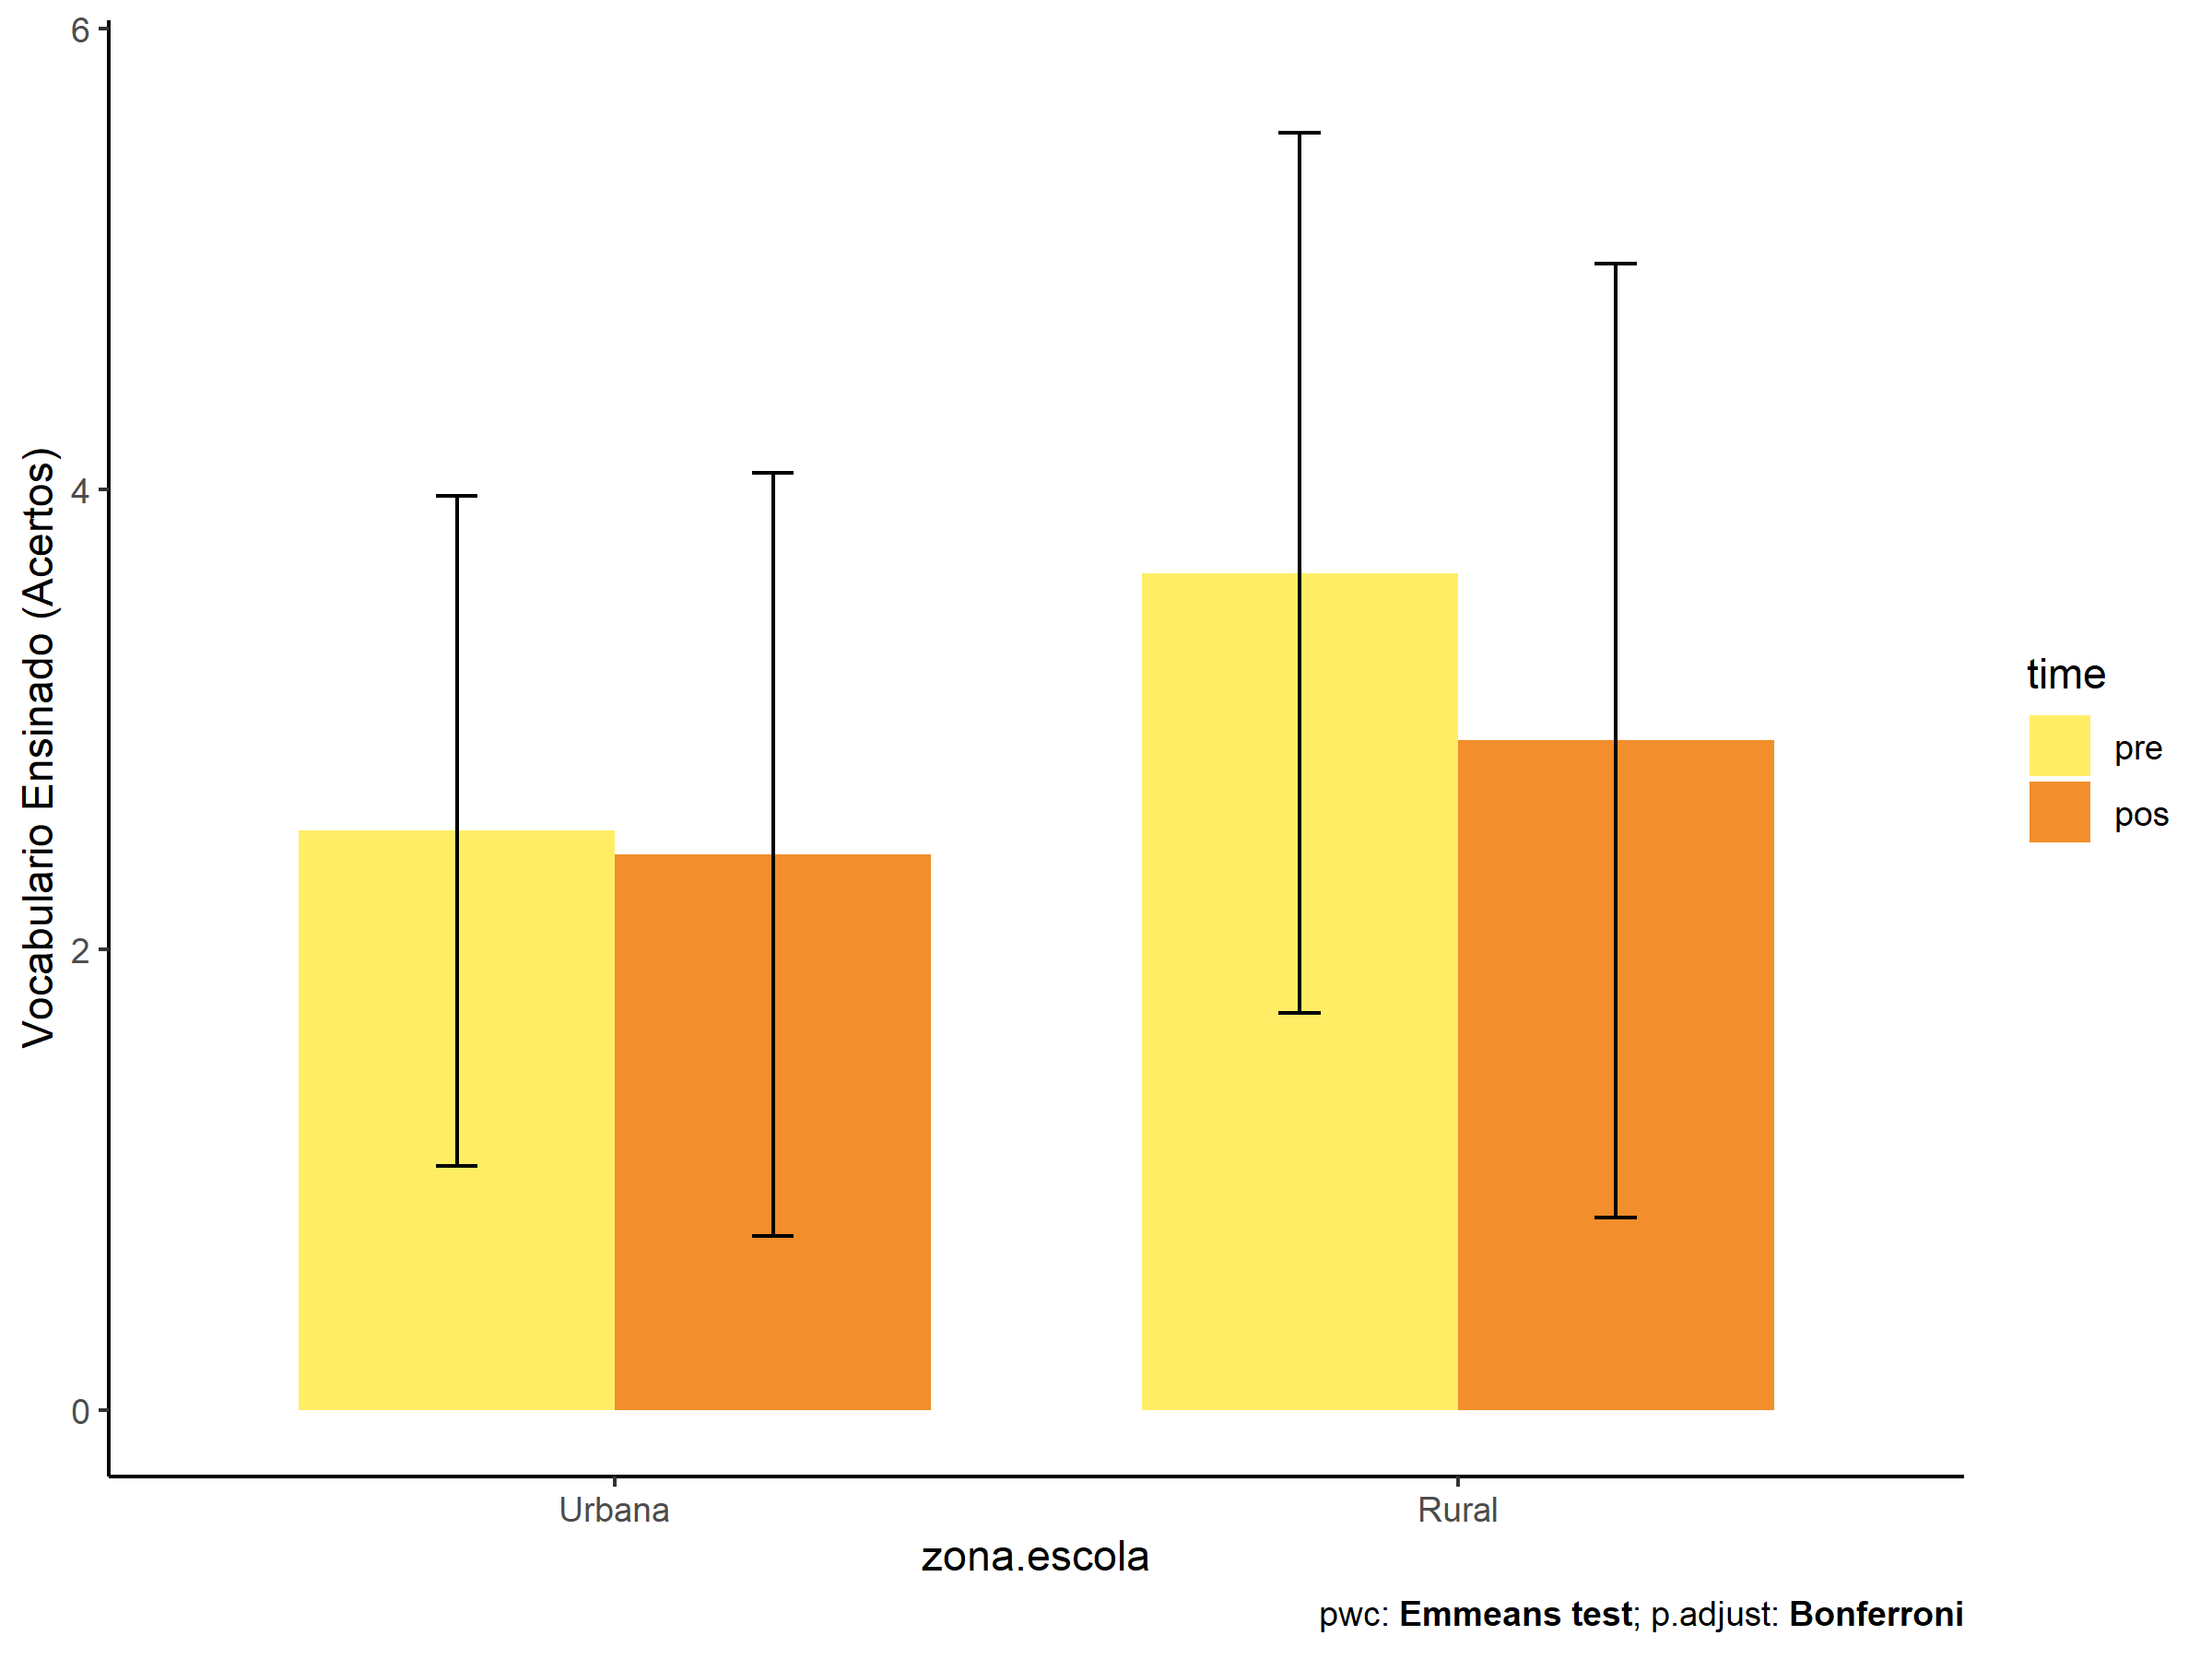 Vocabulario Ensinado (Acertos)
6
4
2
0
Urbana
Rural
zona.escola
time
pre
pos
pwc: Emmeans test; p.adjust: Bonferroni